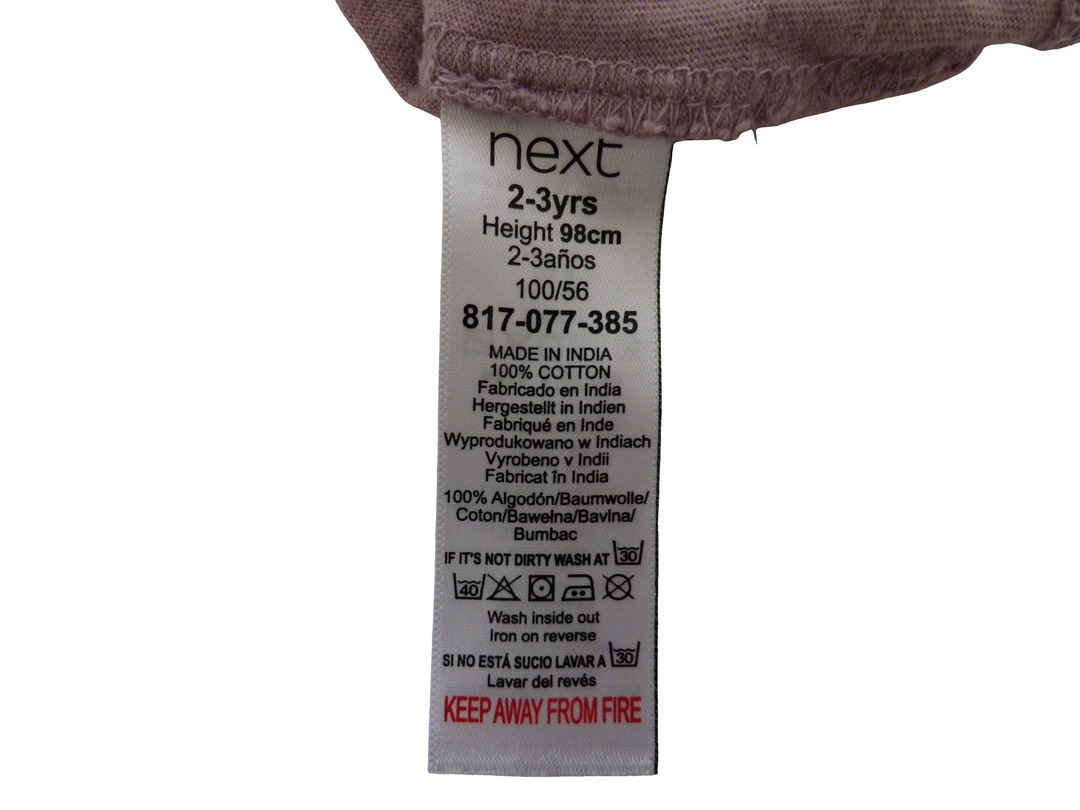 next
2-3yrs
Height 98cm
2-3años
100/56
817-077-385
MADE IN INDIA
100% COTTON
Fabricado en India
Hergestellt in Indien
Fabriqué en Inde
Wyprodukowano w Indiach
Vyrobeno v Indii
Fabricat în India
100% Algodón/Baumwolle/
Coton/Bawełna/Bavlna/
Bumbac
IF IT'S NOT DIRTY WASH AT 30
40
Wash inside out
Iron on reverse
SI NO ESTÁ SUCIO LAVAR A 30
Lavar del revés
KEEP AWAY FROM FIRE